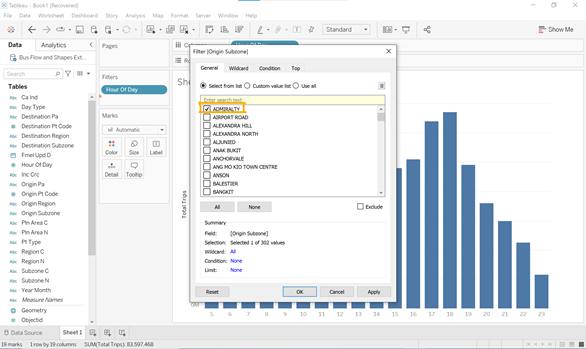 Tableau - Book1 [Recovered]
File Data Worksheet Dashboard Story Analysis Map Format Server Window Help
Standard
Show Me
Data Analytics
Bus Flow and Shapes Ext...
Search
Tables
Ca Ind
Day Type
Destination Pa
Destination Pt Code
Destination Region
Destination Subzone
Fmel Upd D
Hour Of Day
Inc Crc
Origin Pa
Origin Pt Code
Origin Region
Origin Subzone
Pln Area C
Pln Area N
Pt Type
Region C
Region N
Subzone C
Subzone N
Year Month
Measure Names
Geometry
Objectid
Pages
Filters
Hour Of Day
Marks
Automatic
Color Size Label
Detail Tooltip
Filter [Origin Subzone]
General Wildcard Condition Top
Select from list Custom value list Use all
Enter search text
ADMIRALTY
AIRPORT ROAD
ALEXANDRA HILL
ALEXANDRA NORTH
ALJUNIED
ANAK BUKIT
ANCHORVALE
ANG MO KIO TOWN CENTRE
ANSON
BALESTIER
BANGKIT
All None Exclude
Summary
Field: [Origin Subzone]
Selection: Selected 1 of 302 values
Wildcard: All
Condition: None
Limit: None
Reset OK Cancel Apply
Total Trips
0M
5 6 7 8 9 10 11 12 13 14 15 16 17 18 19 20 21 22 23
Data Source Sheet 1
19 marks 1 row by 19 columns SUM(Total Trips): 83,597,468